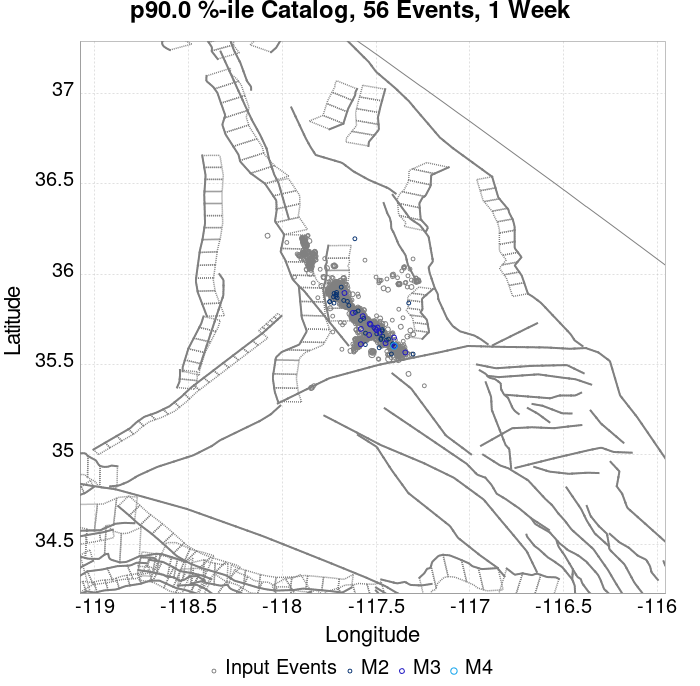 p90.0 %-ile Catalog, 56 Events, 1 Week
37
36.5
36
35.5
35
34.5
Latitude
-119 -118.5 -118 -117.5 -117 -116.5 -116
Longitude
Input Events M2 M3 M4